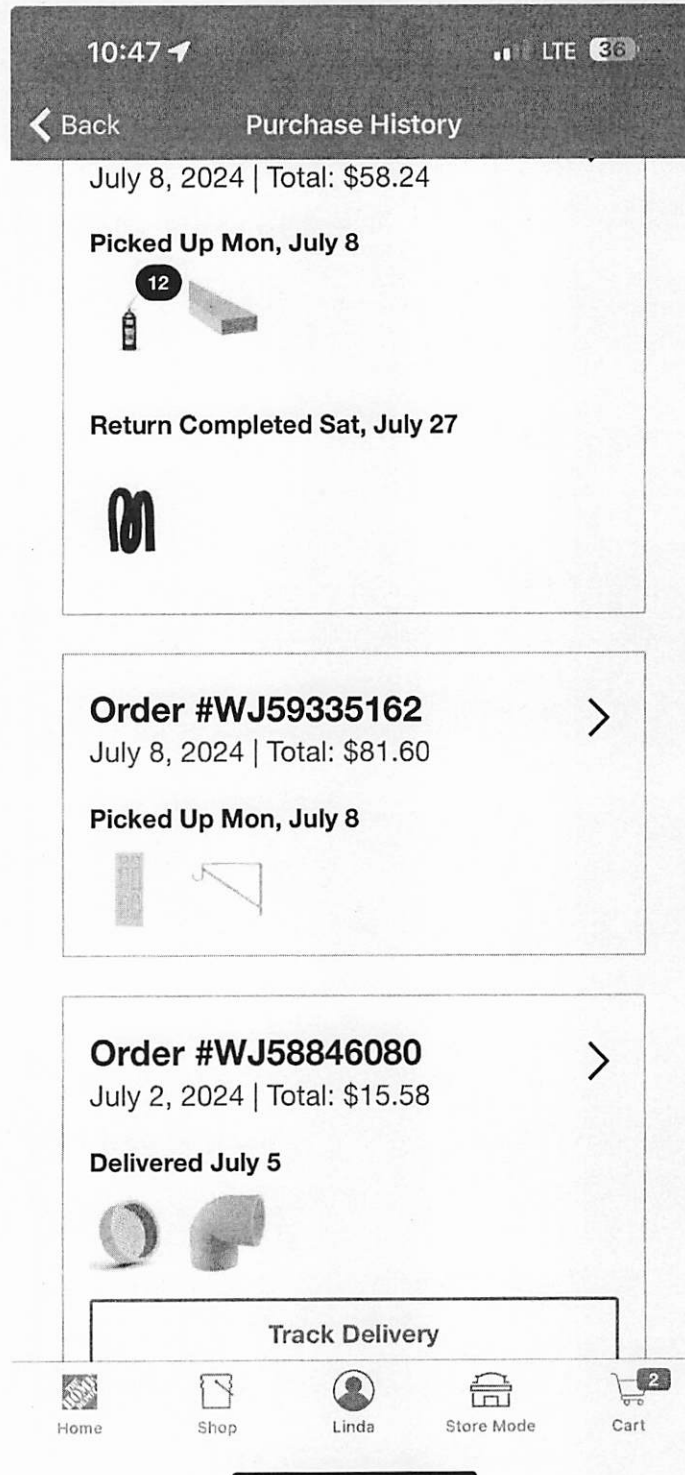 10:47
LTE 36
Back
Purchase History
July 8, 2024 | Total: $58.24
Picked Up Mon, July 8
12
Return Completed Sat, July 27
Order #WJ59335162
July 8, 2024 | Total: $81.60
Picked Up Mon, July 8
Order #WJ58846080
July 2, 2024 | Total: $15.58
Delivered July 5
Track Delivery
2
Home
Shop
Linda
Store Mode
Cart